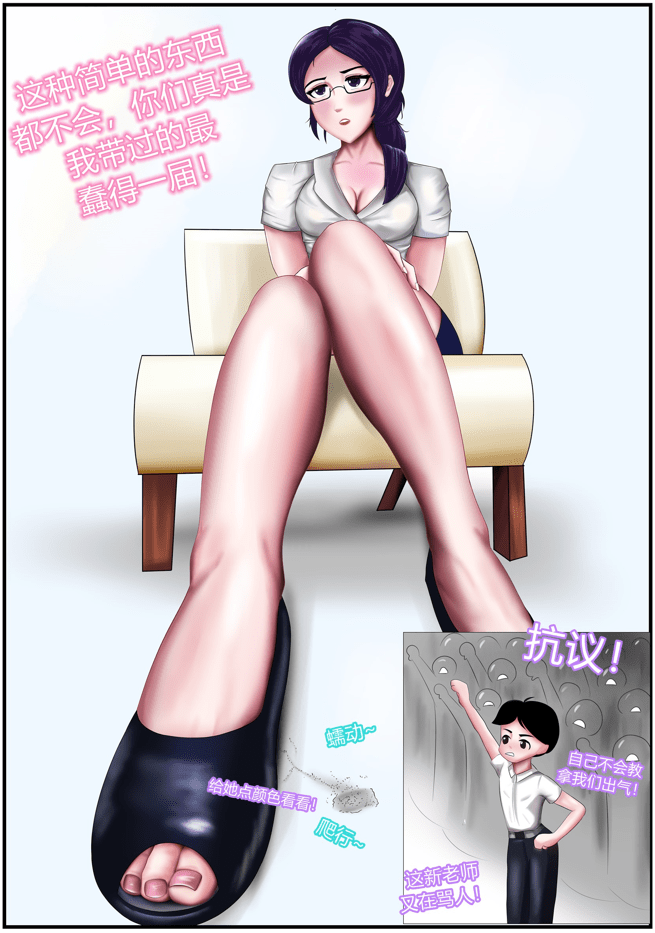 这种简单的东西
都不会，你们真是
我带过的最
蠢得一届！
抗议！
自己不会教
拿我们出气！
蠕动~
给她点颜色看看！
爬行~
这新老师
又在骂人！